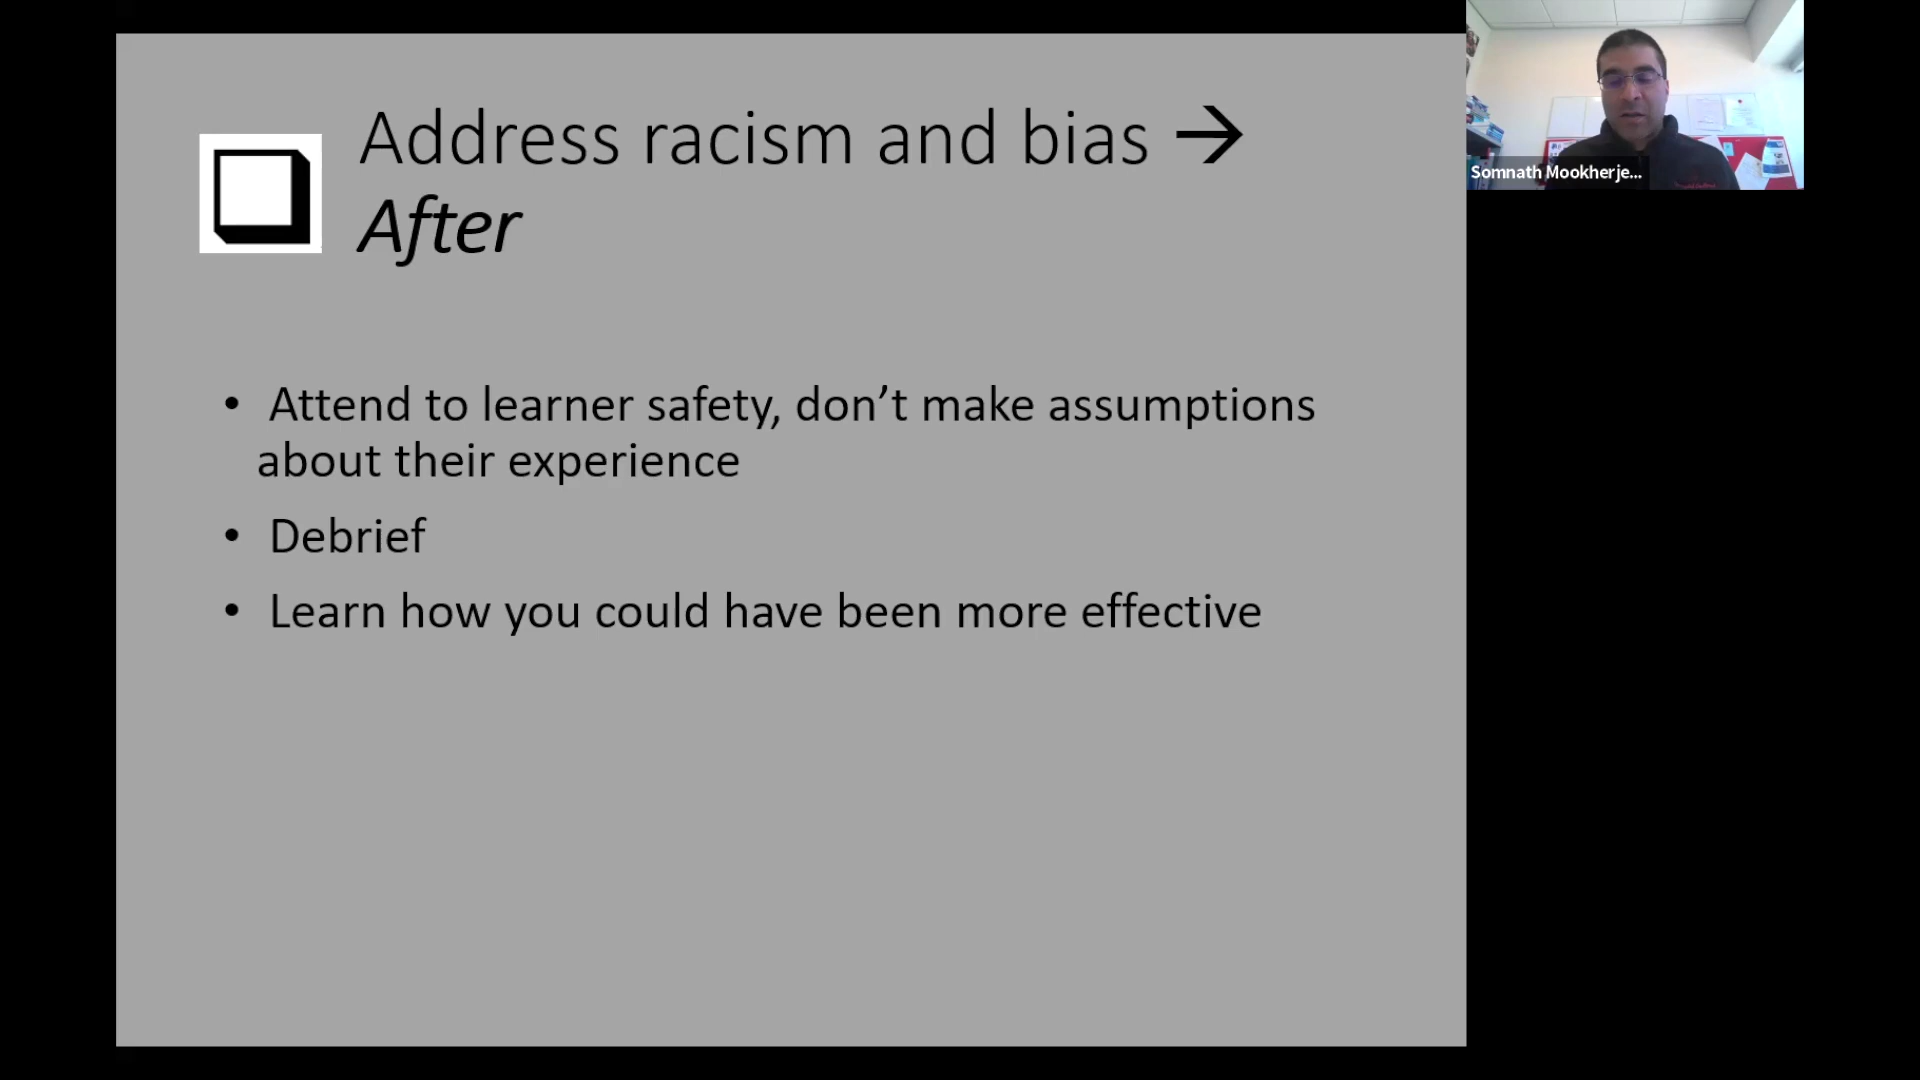 Address racism and bias →
After
• Attend to learner safety, don’t make assumptions
about their experience
• Debrief
• Learn how you could have been more effective
Somnath Mookherje...